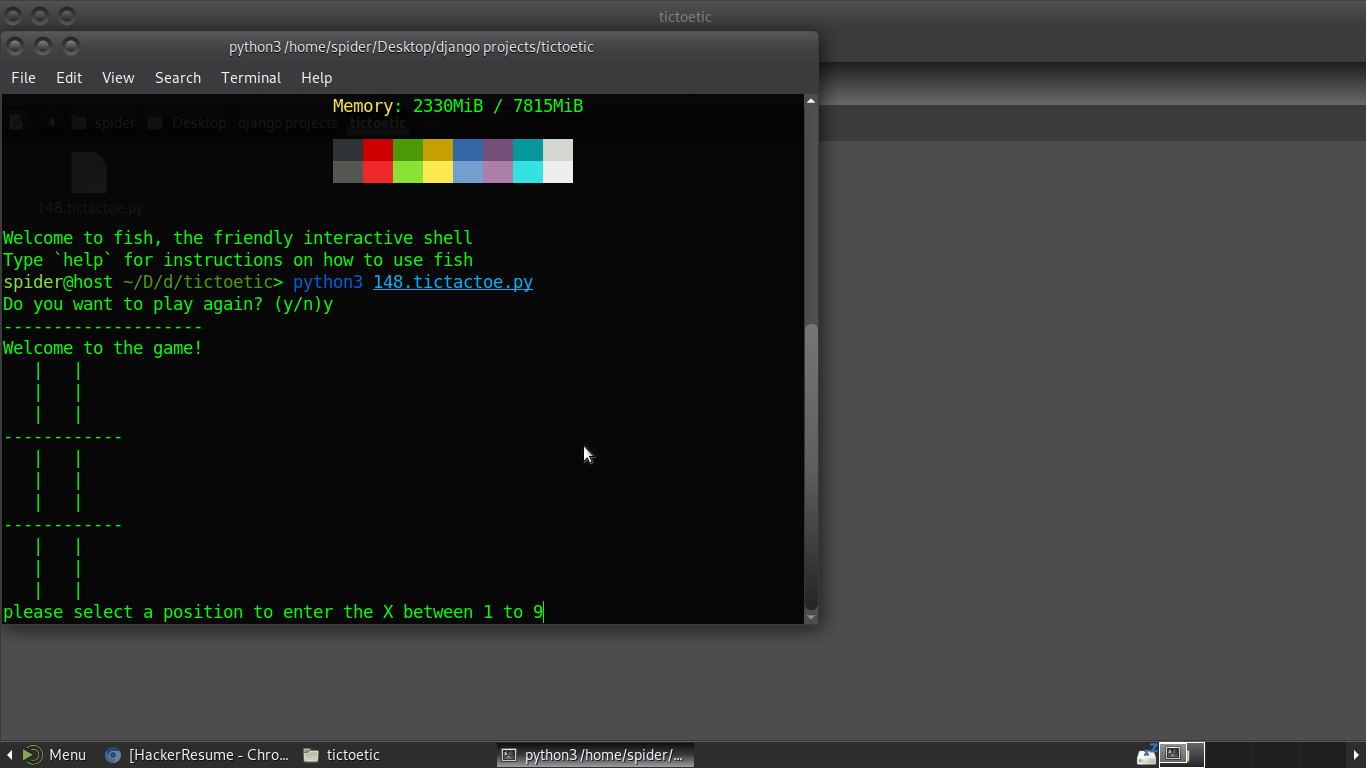 tictoetic
python3 /home/spider/Desktop/django projects/tictoetic
File Edit View Search Terminal Help
Memory: 2330MiB / 7815MiB
spider Desktop django projects tictoetic
148.tictactoe.py
Welcome to fish, the friendly interactive shell
Type `help` for instructions on how to use fish
spider@host ~/D/d/tictoetic> python3 148.tictactoe.py
Do you want to play again? (y/n)y
--------------------
Welcome to the game!
   |   |
   |   |
   |   |
------------
   |   |
   |   |
   |   |
------------
   |   |
   |   |
   |   |
please select a position to enter the X between 1 to 9
Menu [HackerResume - Chro... tictoetic python3 /home/spider/...